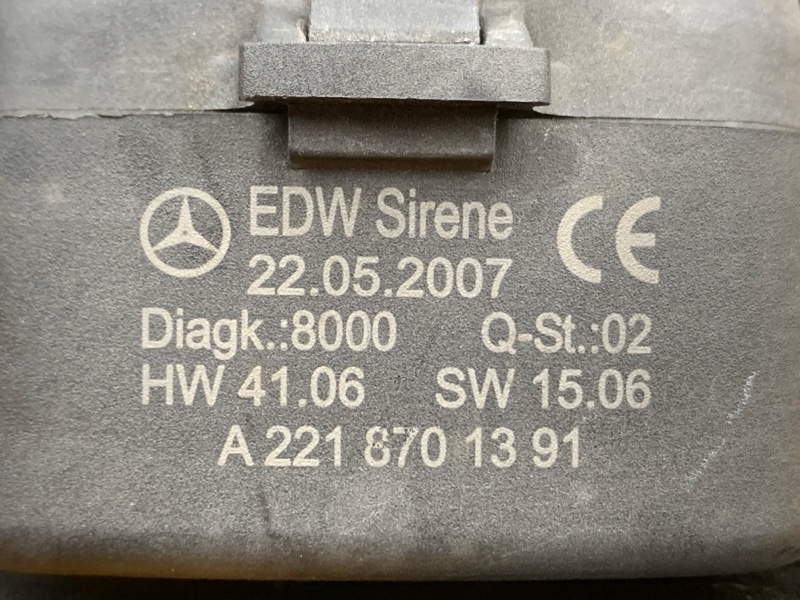 EDW Sirene CE
22.05.2007
Diagk.:8000 Q-St.:02
HW 41.06 SW 15.06
A 221 870 13 91